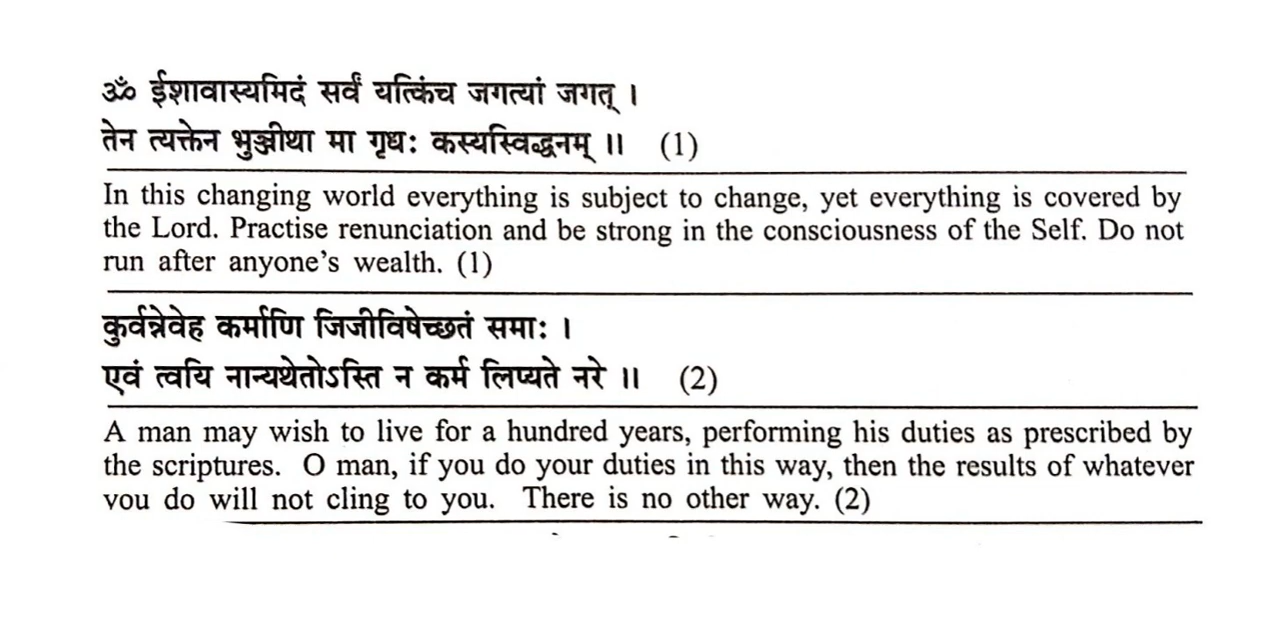 ॐ ईशावास्यमिदं सर्वं यत्किंच जगत्यां जगत् ।
तेन त्यक्तेन भुञ्जीथा मा गृधः कस्यस्विद्धनम् ॥ (1)
In this changing world everything is subject to change, yet everything is covered by
the Lord. Practise renunciation and be strong in the consciousness of the Self. Do not
run after anyone’s wealth. (1)
कुर्वन्नेवेह कर्माणि जिजीविषेच्छतं समाः ।
एवं त्वयि नान्यथेतोऽस्ति न कर्म लिप्यते नरे ॥ (2)
A man may wish to live for a hundred years, performing his duties as prescribed by
the scriptures. O man, if you do your duties in this way, then the results of whatever
you do will not cling to you. There is no other way. (2)